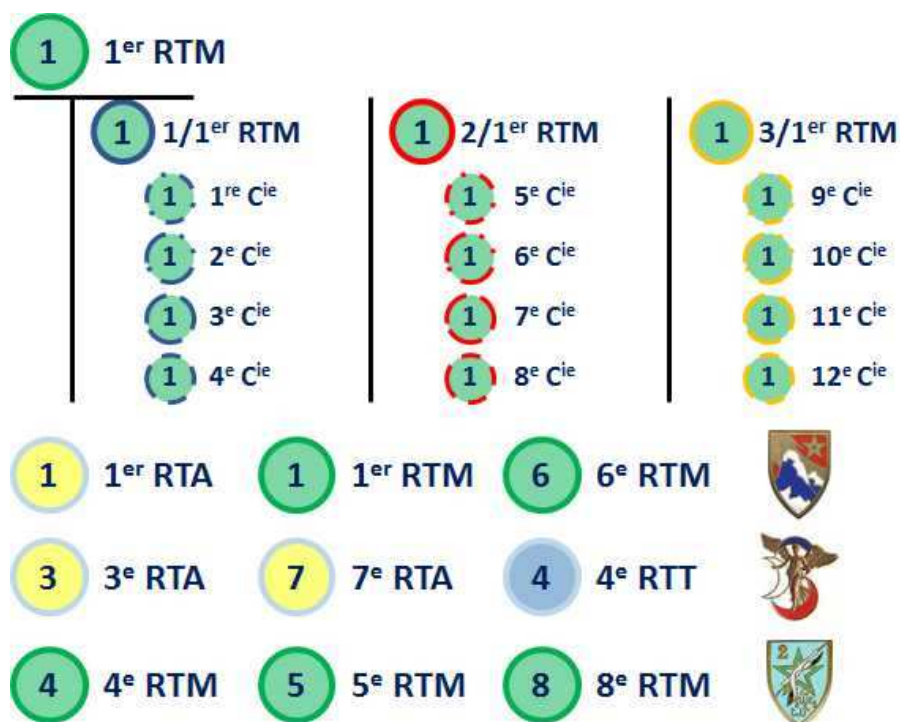 1 1er RTM
1 1/1er RTM 1 2/1er RTM 1 3/1er RTM
1 1re Cie 1 5e Cie 1 9e Cie
1 2e Cie 1 6e Cie 1 10e Cie
1 3e Cie 1 7e Cie 1 11e Cie
1 4e Cie 1 8e Cie 1 12e Cie
1 1er RTA 1 1er RTM 6 6e RTM
3 3e RTA 7 7e RTA 4 4e RTT
4 4e RTM 5 5e RTM 8 8e RTM 2